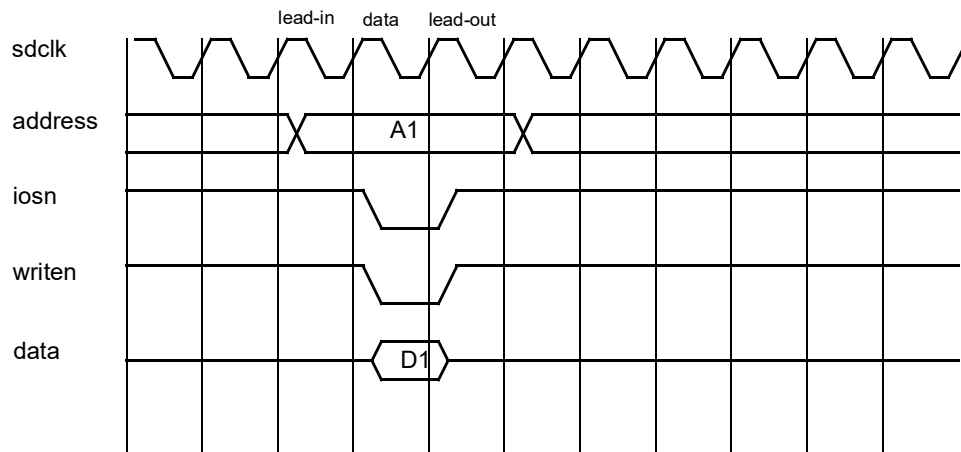 lead-in data lead-out
sdclk
address
A1
iosn
writen
data
D1